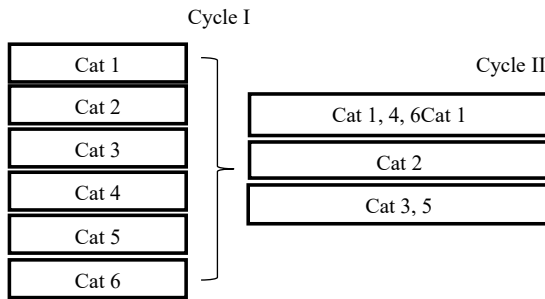 Cycle I
Cat 1
Cat 2
Cat 3
Cat 4
Cat 5
Cat 6
Cycle II
Cat 1, 4, 6Cat 1
Cat 2
Cat 3, 5